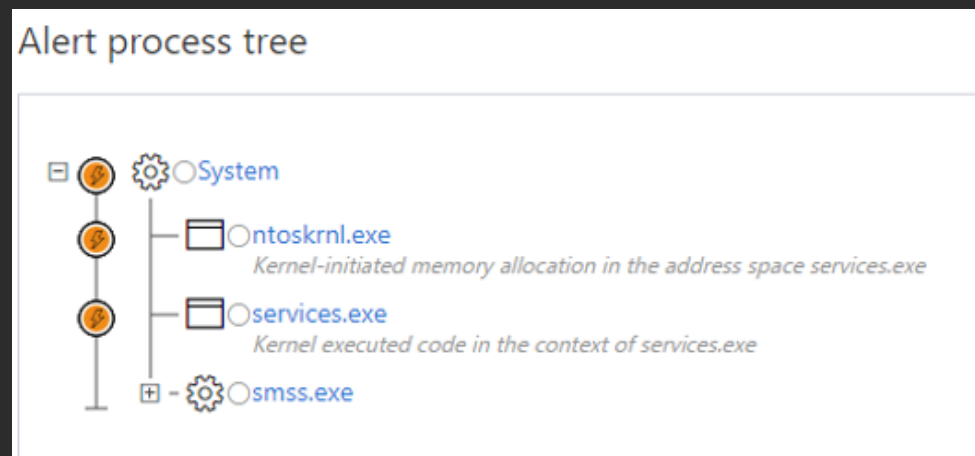 Alert process tree
System
ntoskrnl.exe
Kernel-initiated memory allocation in the address space services.exe
services.exe
Kernel executed code in the context of services.exe
smss.exe